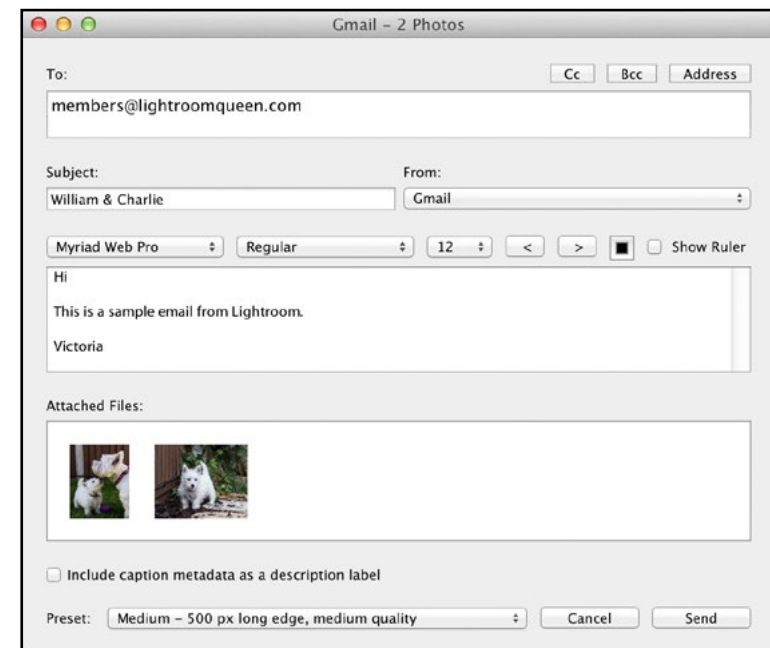 Gmail – 2 Photos
To:
Cc Bcc Address
members@lightroomqueen.com
Subject: From:
William & Charlie Gmail
Myriad Web Pro Regular 12 < > Show Ruler
Hi
This is a sample email from Lightroom.
Victoria
Attached Files:
Include caption metadata as a description label
Preset: Medium – 500 px long edge, medium quality Cancel Send